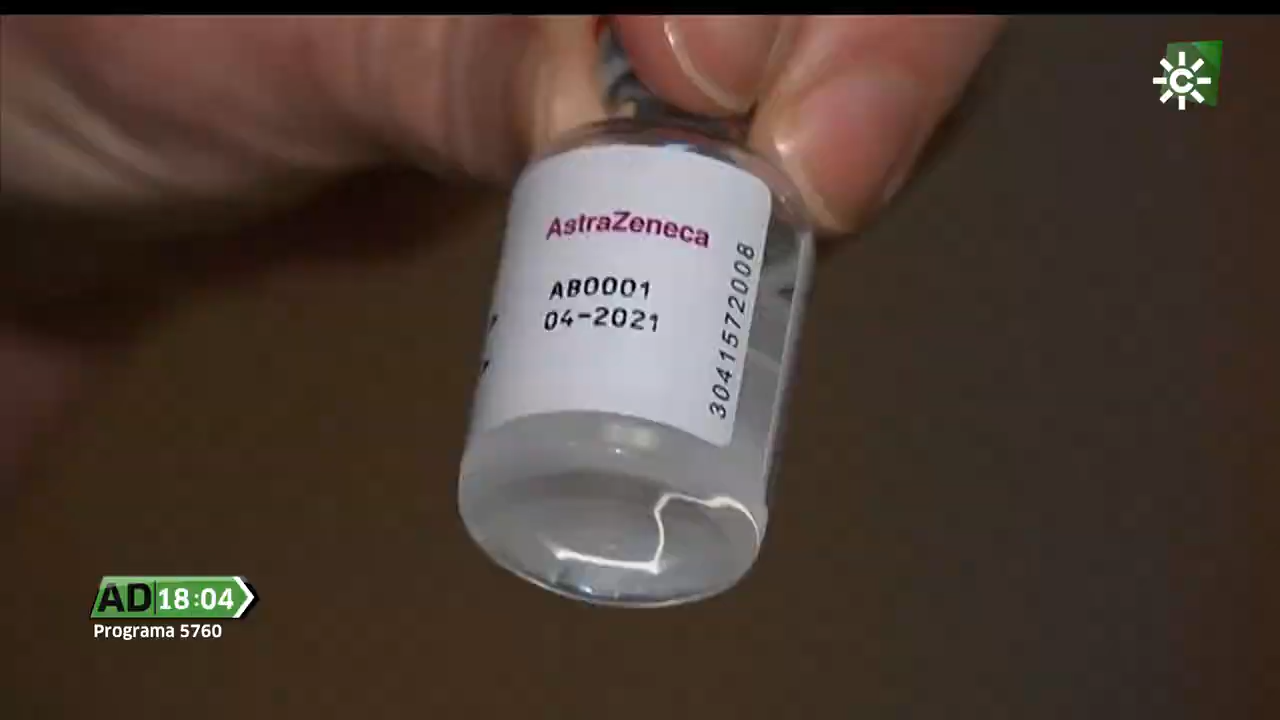 AstraZeneca
AB0001
04-2021
3041572008
C
AD 18:04
Programa 5760